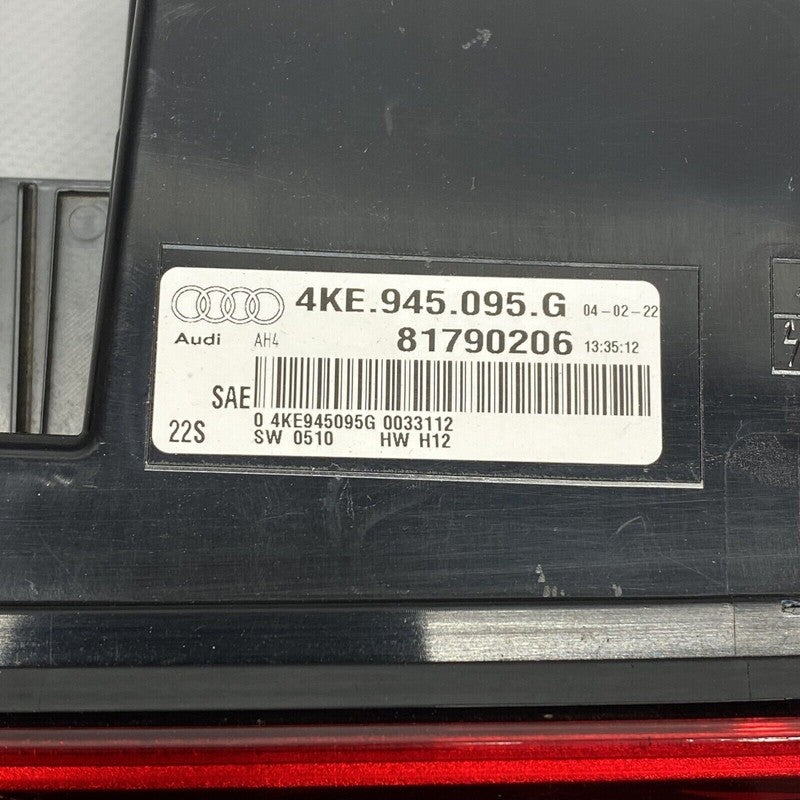 4KE.945.095.G 04-02-22
Audi AH4 81790206 13:35:12
SAE
0 4KE945095G 0033112
22S SW 0510 HW H12